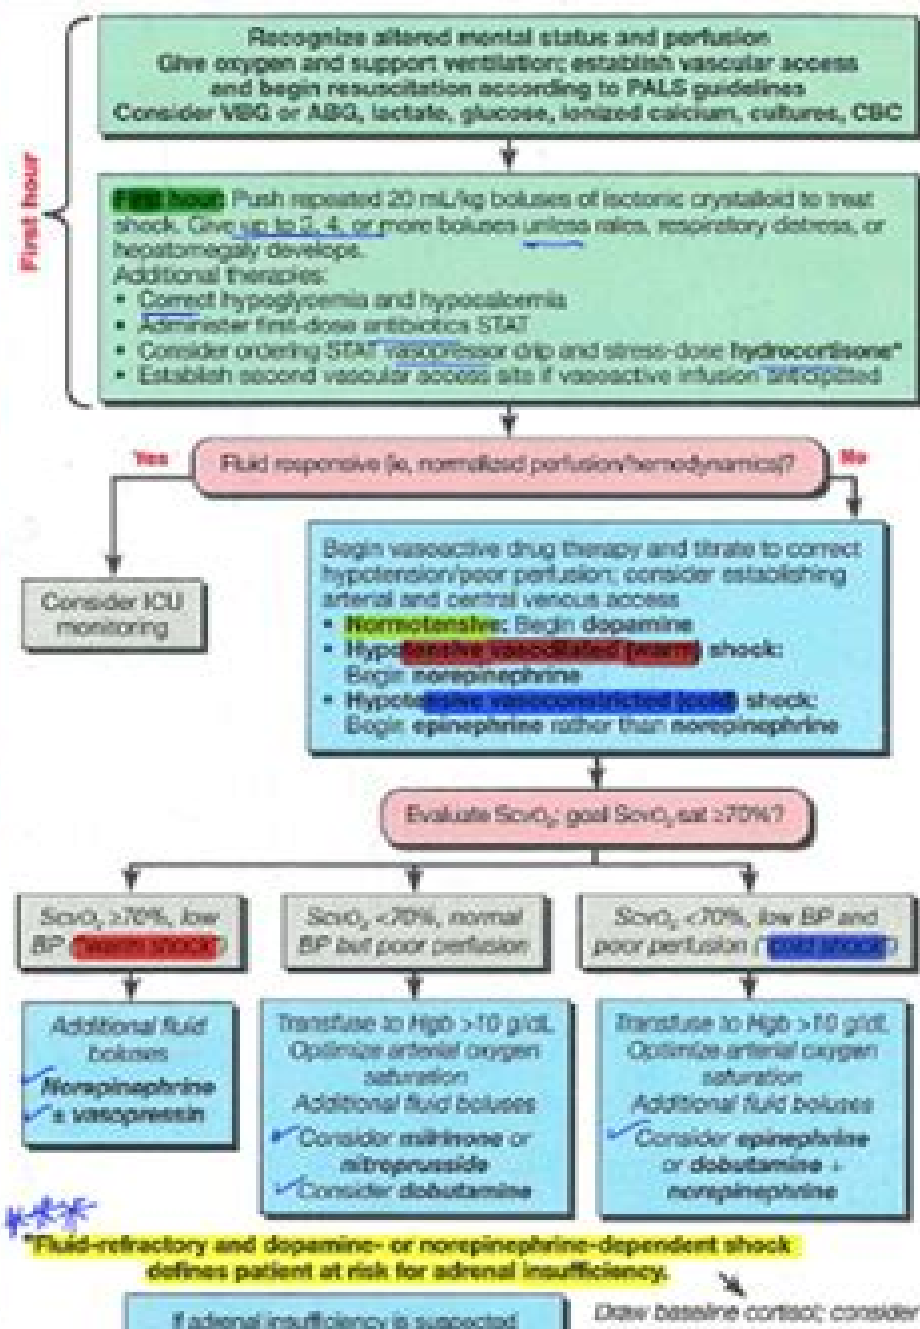 Recognize altered mental status and perfusion
Give oxygen and support ventilation; establish vascular access
and begin resuscitation according to PALS guidelines
Consider VBG or ABG, lactate, glucose, ionized calcium, cultures, CBC
First hour
First hour: Push repeated 20 mL/kg boluses of isotonic crystalloid to treat
shock. Give up to 2, 4, or more boluses unless rales, respiratory distress, or
hepatomegaly develops.
Additional therapies:
• Correct hypoglycemia and hypocalcemia
• Administer first-dose antibiotics STAT
• Consider ordering STAT vasopressor drip and stress-dose hydrocortisone*
• Establish second vascular access site if vasoactive infusion anticipated
Yes
Fluid responsive (ie, normalized perfusion/hemodynamics)?
No
Consider ICU
monitoring
Begin vasoactive drug therapy and titrate to correct
hypotension/poor perfusion; consider establishing
arterial and central venous access
• Normotensive: Begin dopamine
• Hypotensive vasodilated (warm) shock:
Begin norepinephrine
• Hypotensive vasoconstricted (cold) shock:
Begin epinephrine rather than norepinephrine
Evaluate ScvO₂; goal ScvO₂ sat ≥70%?
ScvO₂ ≥70%, low
BP ("warm shock")
ScvO₂ <70%, normal
BP but poor perfusion
ScvO₂ <70%, low BP and
poor perfusion ("cold shock")
Additional fluid
boluses
Norepinephrine
± vasopressin
Transfuse to Hgb >10 g/dL
Optimize arterial oxygen
saturation
Additional fluid boluses
Consider milrinone or
nitroprusside
Consider dobutamine
Transfuse to Hgb >10 g/dL
Optimize arterial oxygen
saturation
Additional fluid boluses
Consider epinephrine
or dobutamine +
norepinephrine
*Fluid-refractory and dopamine- or norepinephrine-dependent shock
defines patient at risk for adrenal insufficiency.
If adrenal insufficiency is suspected
Draw baseline cortisol; consider